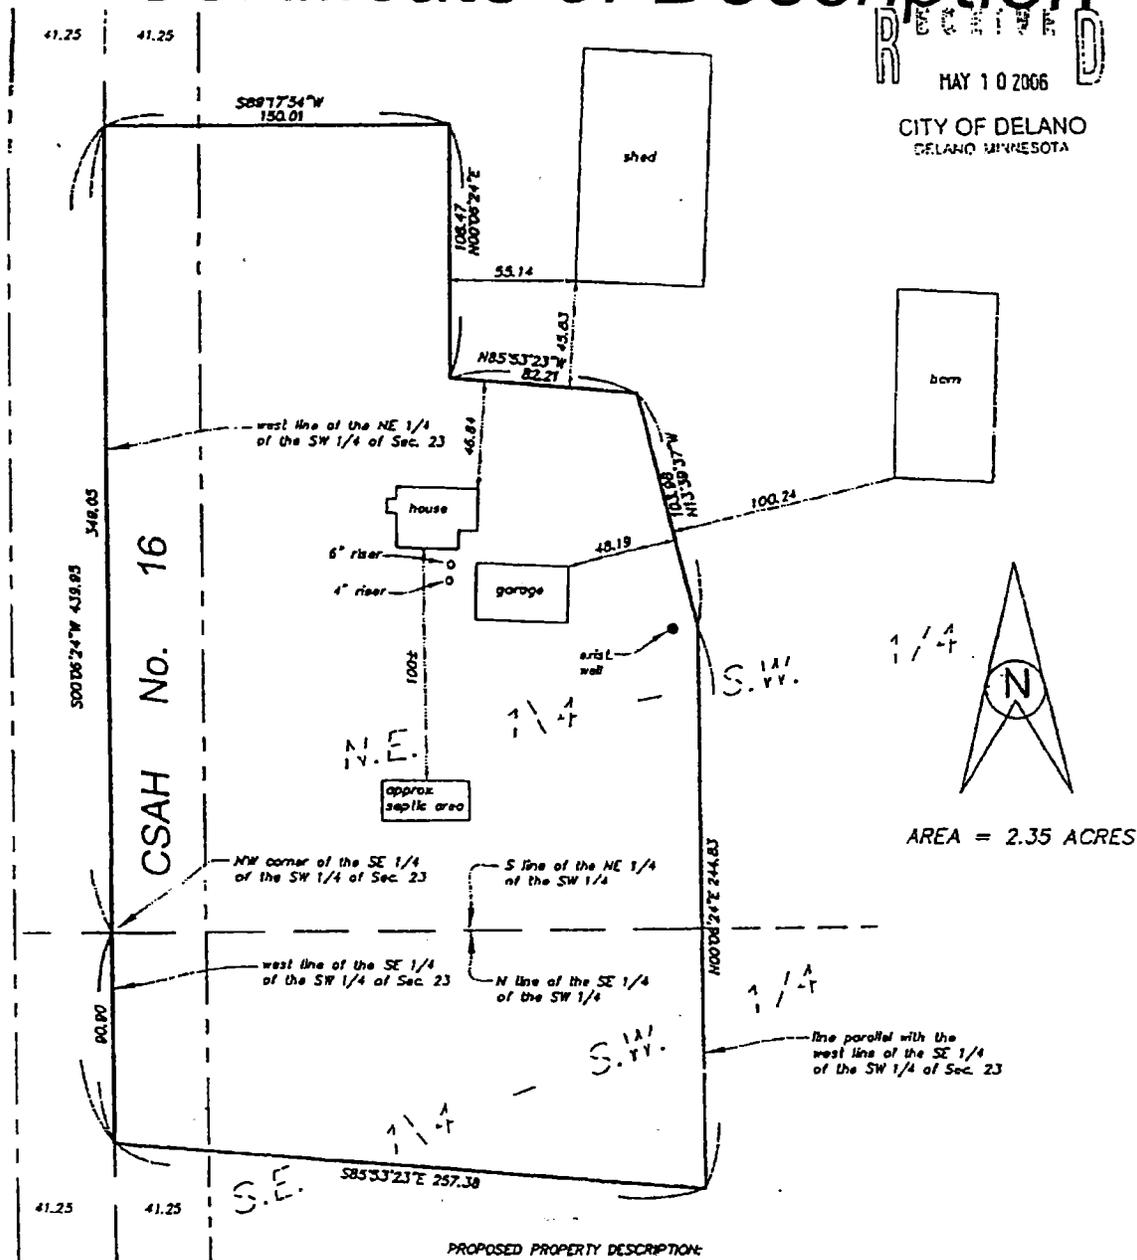 Certificate of Description
RECEIVED
MAY 10 2006
CITY OF DELANO
DELANO MINNESOTA
41.25
41.25
S89°17'54"W
150.01
shed
108.47
N00°06'24"E
55.14
45.83
N85°53'23"W
82.21
barn
west line of the NE 1/4
of the SW 1/4 of Sec. 23
46.84
N13°39'37"W
100.24
house
349.05
6" riser
48.19
4" riser
garage
S00°06'24"W 439.95
CSAH No. 16
exist.
well
100±
N.E. 1/4 - S.W. 1/4
N
approx
septic area
AREA = 2.35 ACRES
NW corner of the SE 1/4
of the SW 1/4 of Sec. 23
S line of the NE 1/4
of the SW 1/4
N00°06'24"E 244.83
west line of the SE 1/4
of the SW 1/4 of Sec. 23
N line of the SE 1/4
of the SW 1/4
90.90
line parallel with the
west line of the SE 1/4
of the SW 1/4 of Sec. 23
S.E. 1/4 - S.W. 1/4
S85°53'23"E 257.38
41.25
41.25
PROPOSED PROPERTY DESCRIPTION: